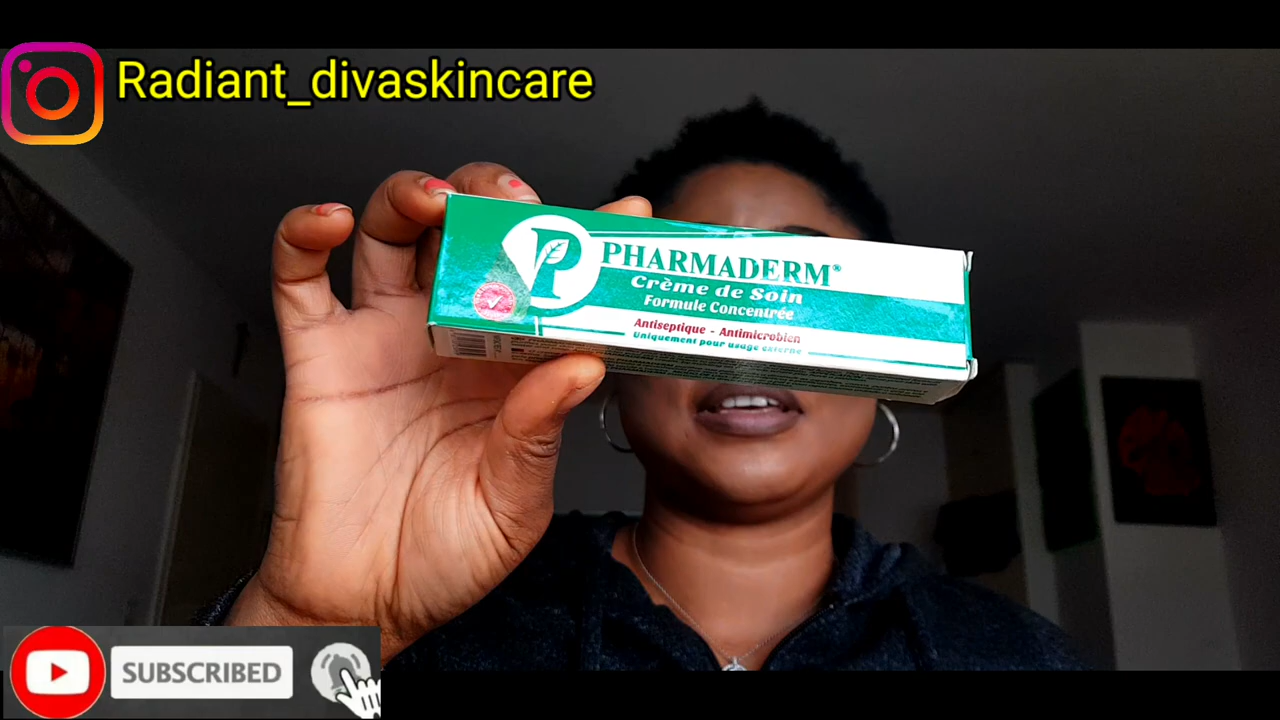 Radiant_divaskincare
PHARMADERM®
Crème de Soin
Formule Concentrée
Antiseptique - Antimicrobien
Uniquement pour usage externe
SUBSCRIBED